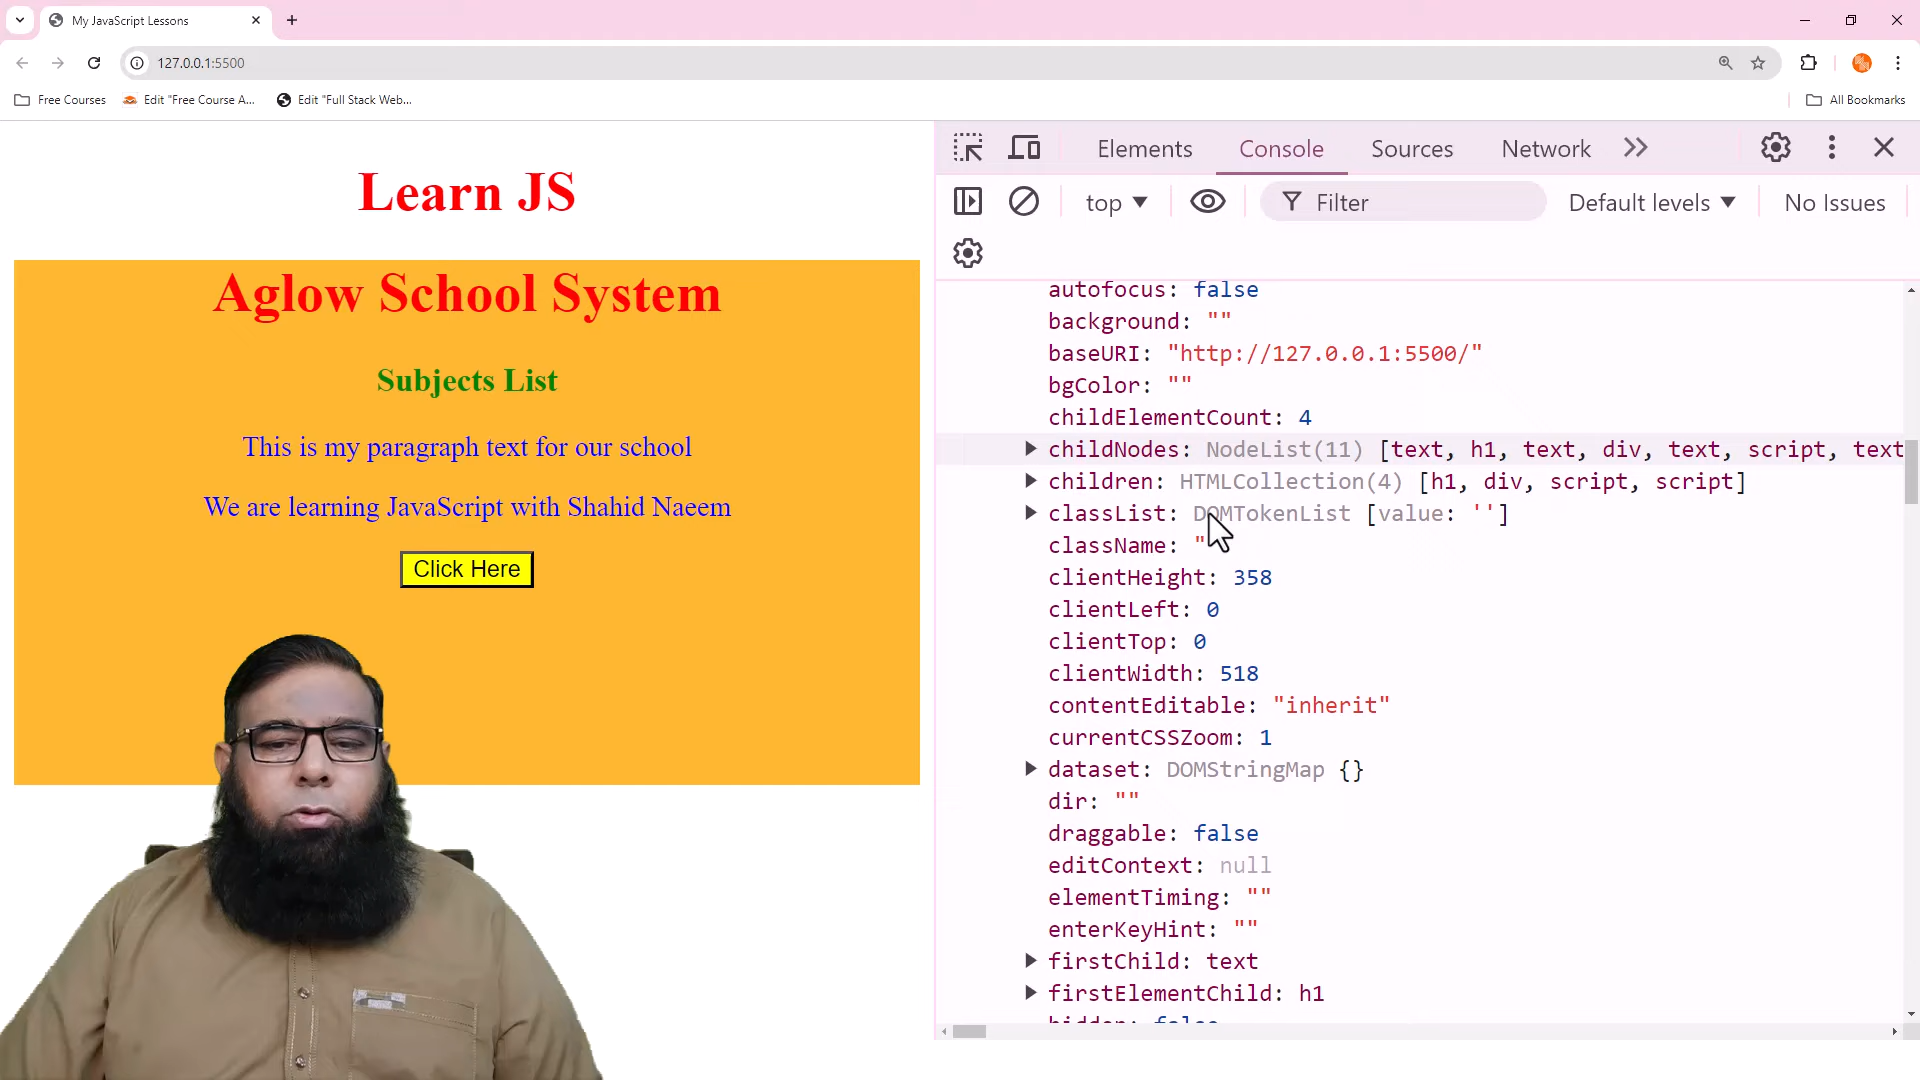 My JavaScript Lessons
127.0.0.1:5500
Free Courses
Edit "Free Course A...
Edit "Full Stack Web...
All Bookmarks
Learn JS
Aglow School System
Subjects List
This is my paragraph text for our school
We are learning JavaScript with Shahid Naeem
Click Here
Elements
Console
Sources
Network
top
Filter
Default levels
No Issues
autofocus: false
background: ""
baseURI: "http://127.0.0.1:5500/"
bgColor: ""
childElementCount: 4
childNodes: NodeList(11) [text, h1, text, div, text, script, text
children: HTMLCollection(4) [h1, div, script, script]
classList: DOMTokenList [value: '']
className: "
clientHeight: 358
clientLeft: 0
clientTop: 0
clientWidth: 518
contentEditable: "inherit"
currentCSSZoom: 1
dataset: DOMStringMap {}
dir: ""
draggable: false
editContext: null
elementTiming: ""
enterKeyHint: ""
firstChild: text
firstElementChild: h1
hidden: false